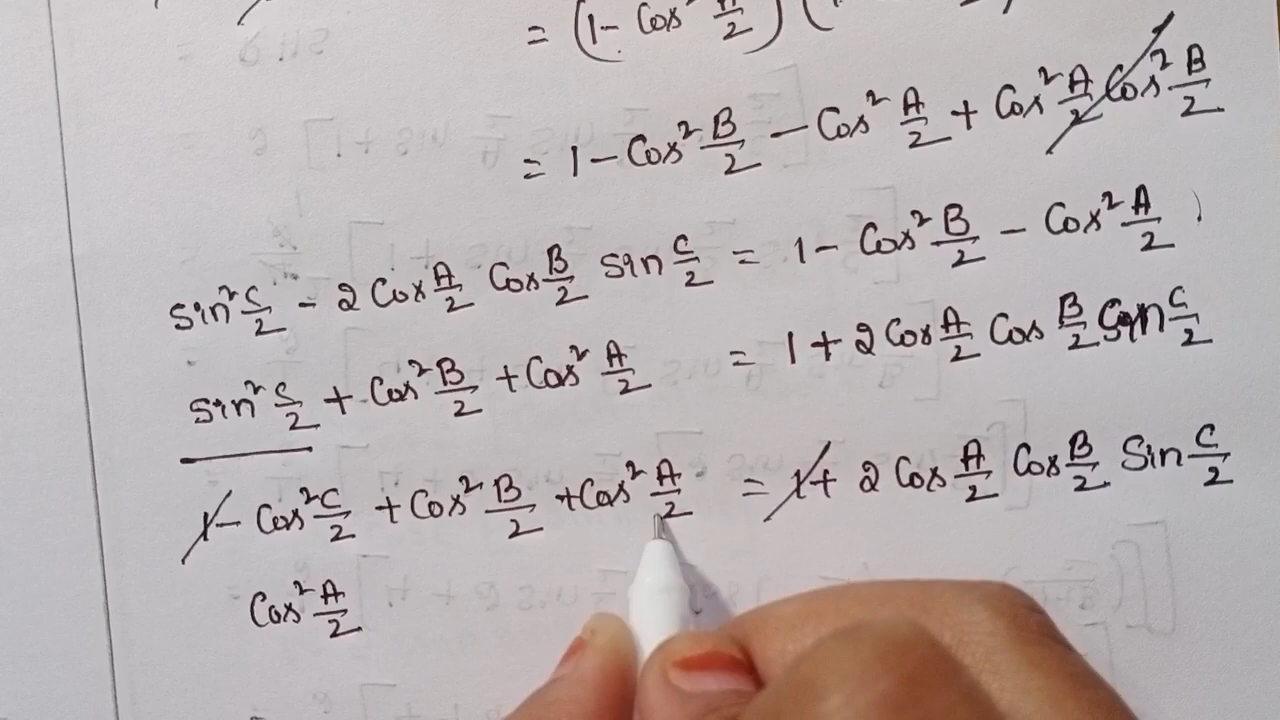 = (1 - Cos² A/2) (
= 1 - Cos² B/2 - Cos² A/2 + Cos² A/2 Cos² B/2
Sin² C/2 - 2 Cos A/2 Cos B/2 Sin C/2 = 1 - Cos² B/2 - Cos² A/2
Sin² C/2 + Cos² B/2 + Cos² A/2 = 1 + 2 Cos A/2 Cos B/2 Sin C/2
1 - Cos² C/2 + Cos² B/2 + Cos² A/2 = 1 + 2 Cos A/2 Cos B/2 Sin C/2
Cos² A/2